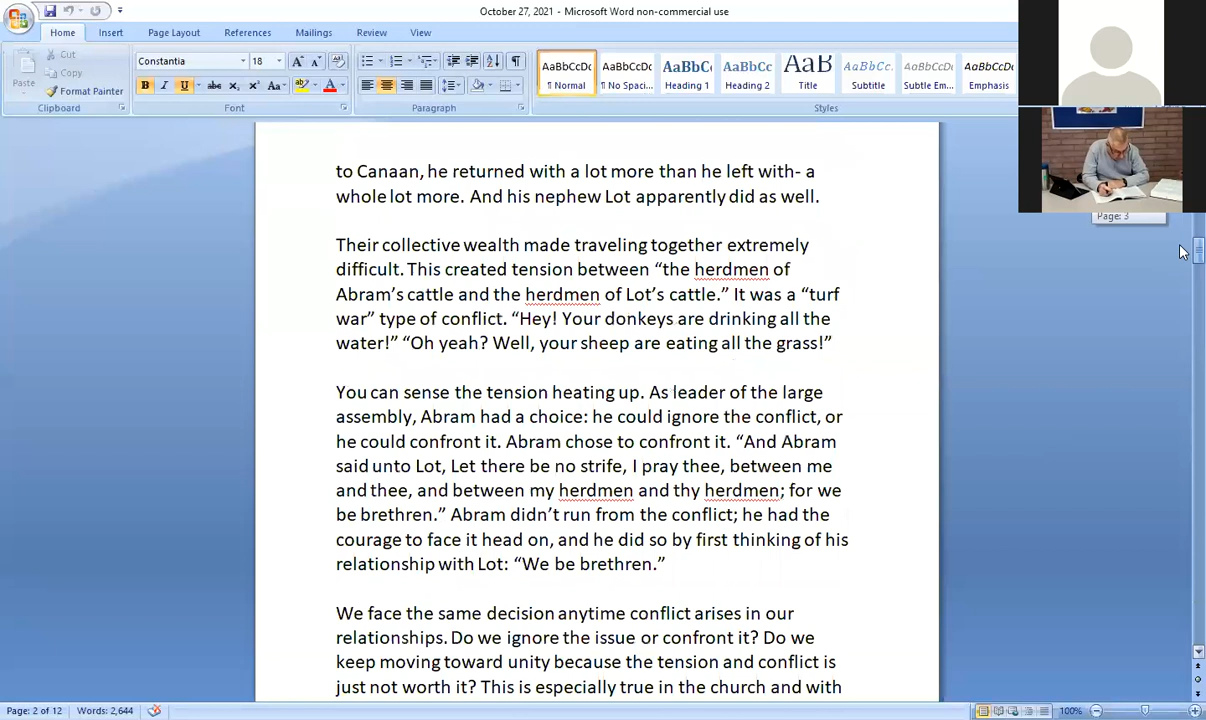 October 27, 2021 - Microsoft Word non-commercial use
Home Insert Page Layout References Mailings Review View
Paste
Cut
Copy
Format Painter
Clipboard
Constantia 18
Font
Paragraph
AaBbCcDc AaBbCcDc AaBbC AaBbCc AaB AaBbCc. AaBbCcDc AaBbCcDc
¶ Normal ¶ No Spaci... Heading 1 Heading 2 Title Subtitle Subtle Em... Emphasis
Styles
Page: 3
to Canaan, he returned with a lot more than he left with- a
whole lot more. And his nephew Lot apparently did as well.
Their collective wealth made traveling together extremely
difficult. This created tension between “the herdmen of
Abram’s cattle and the herdmen of Lot’s cattle.” It was a “turf
war” type of conflict. “Hey! Your donkeys are drinking all the
water!” “Oh yeah? Well, your sheep are eating all the grass!”
You can sense the tension heating up. As leader of the large
assembly, Abram had a choice: he could ignore the conflict, or
he could confront it. Abram chose to confront it. “And Abram
said unto Lot, Let there be no strife, I pray thee, between me
and thee, and between my herdmen and thy herdmen; for we
be brethren.” Abram didn’t run from the conflict; he had the
courage to face it head on, and he did so by first thinking of his
relationship with Lot: “We be brethren.”
We face the same decision anytime conflict arises in our
relationships. Do we ignore the issue or confront it? Do we
keep moving toward unity because the tension and conflict is
just not worth it? This is especially true in the church and with
Page: 2 of 12 Words: 2,644 100%